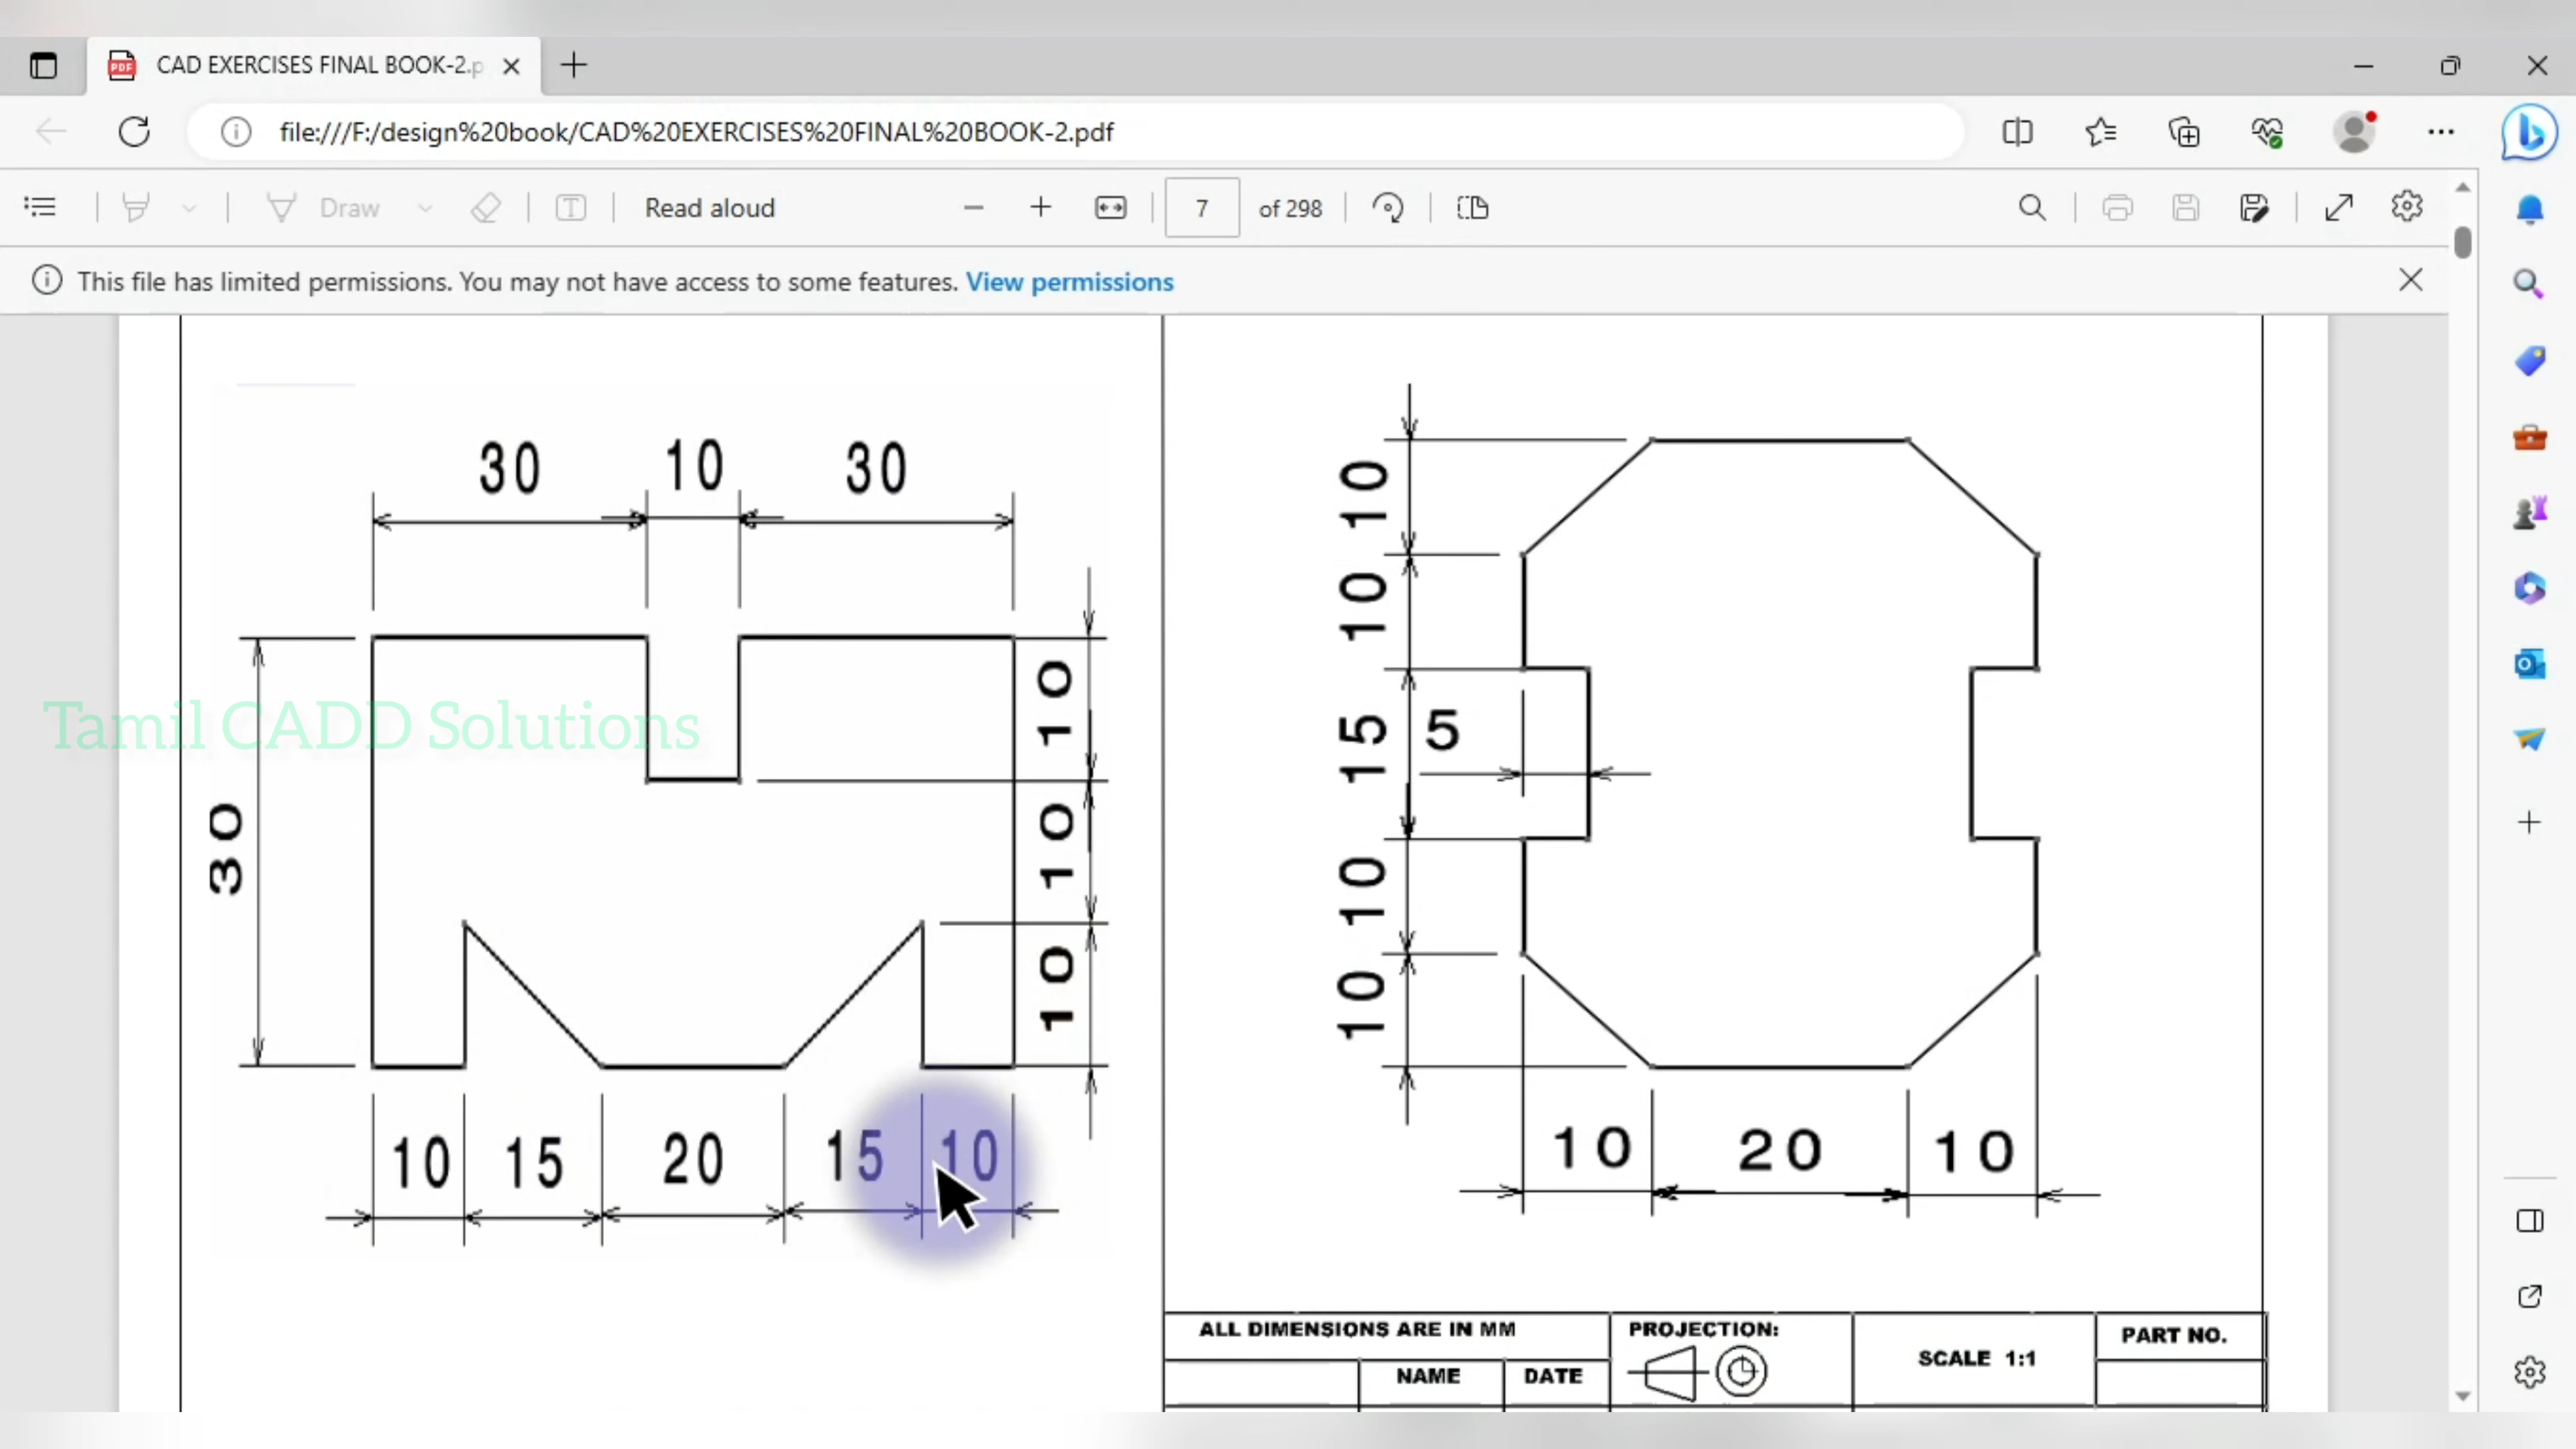 CAD EXERCISES FINAL BOOK-2.p
file:///F:/design%20book/CAD%20EXERCISES%20FINAL%20BOOK-2.pdf
Draw
Read aloud
7
of 298
This file has limited permissions. You may not have access to some features. View permissions
30 10 30
30
10
10
10
10 15 20 15 10
Tamil CADD Solutions
10
10
15
5
10
10
10 20 10
ALL DIMENSIONS ARE IN MM
NAME DATE
PROJECTION:
SCALE 1:1
PART NO.